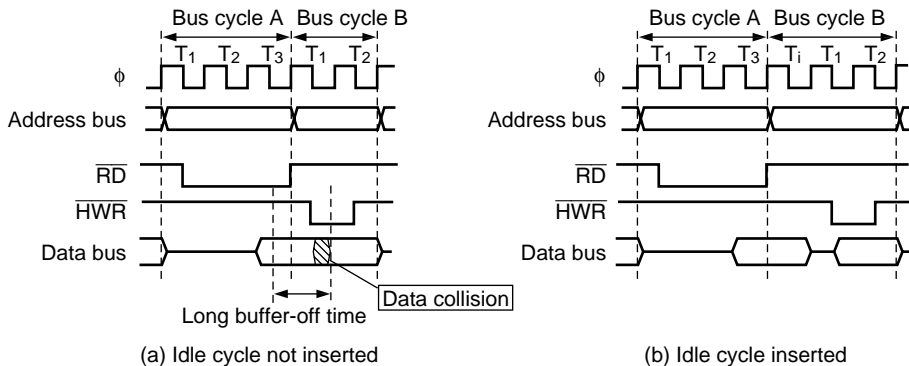 Bus cycle A Bus cycle B
T1 T2 T3 T1 T2
ϕ
Address bus
RD
HWR
Data bus
Data collision
Long buffer-off time
(a) Idle cycle not inserted
Bus cycle A Bus cycle B
T1 T2 T3 Ti T1 T2
ϕ
Address bus
RD
HWR
Data bus
(b) Idle cycle inserted